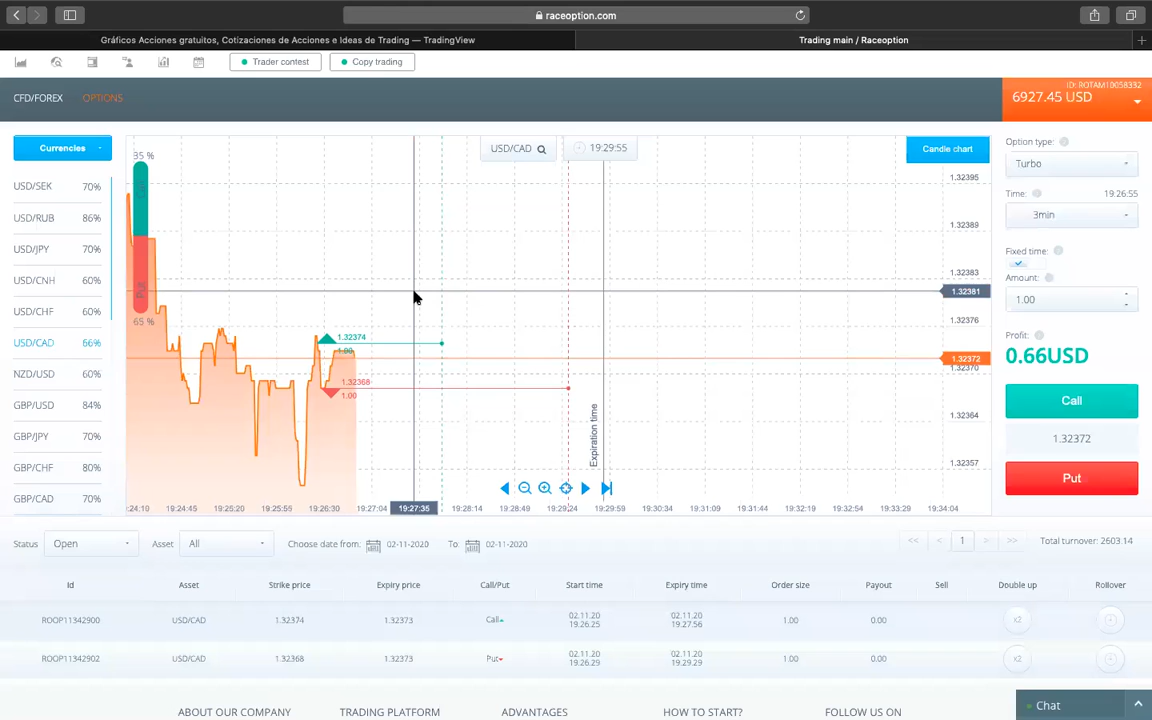 raceoption.com
Gráficos Acciones gratuitos, Cotizaciones de Acciones e Ideas de Trading — TradingView
Trading main / Raceoption
Trader contest
Copy trading
CFD/FOREX
OPTIONS
ID: ROTAM10058332
6927.45 USD
Currencies
USD/SEK 70%
USD/RUB 86%
USD/JPY 70%
USD/CNH 60%
USD/CHF 60%
USD/CAD 66%
NZD/USD 60%
GBP/USD 84%
GBP/JPY 70%
GBP/CHF 80%
GBP/CAD 70%
35 %
Put
65 %
USD/CAD
19:29:55
Candle chart
1.32374
1.00
1.32368
1.00
Expiration time
1.32395
1.32389
1.32383
1.32381
1.32376
1.32372
1.32370
1.32364
1.32357
:24:10 19:24:45 19:25:20 19:25:55 19:26:30 19:27:04 19:27:35 19:28:14 19:28:49 19:29:24 19:29:59 19:30:34 19:31:09 19:31:44 19:32:19 19:32:54 19:33:29 19:34:04
Option type:
Turbo
Time: 19:26:55
3min
Fixed time:
Amount:
1.00
Profit:
0.66USD
Call
1.32372
Put
Status Open Asset All Choose date from: 02-11-2020 To 02-11-2020
<< < 1 > >> Total turnover: 2603.14
Id Asset Strike price Expiry price Call/Put Start time Expiry time Order size Payout Sell Double up Rollover
ROOP11342900 USD/CAD 1.32374 1.32373 Call 02.11.20 19.26.25 02.11.20 19.27.56 1.00 0.00 x2
ROOP11342902 USD/CAD 1.32368 1.32373 Put 02.11.20 19.26.29 02.11.20 19.29.29 1.00 0.00 x2
ABOUT OUR COMPANY TRADING PLATFORM ADVANTAGES HOW TO START? FOLLOW US ON
Chat